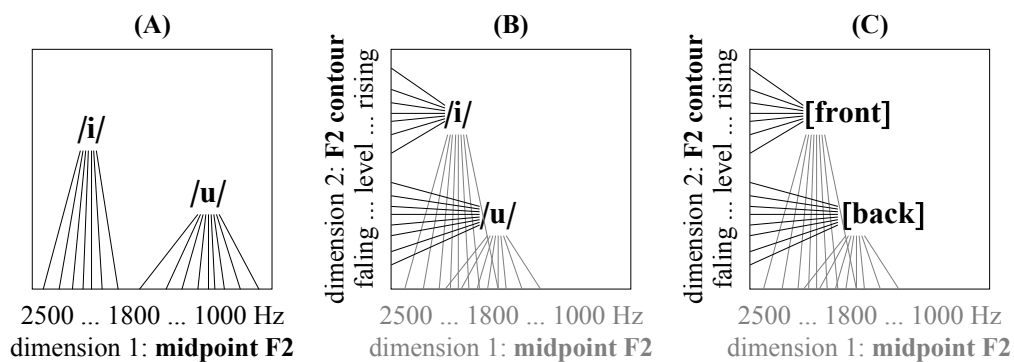 (A)
/i/
/u/
2500 ... 1800 ... 1000 Hz
dimension 1: midpoint F2
(B)
dimension 2: F2 contour
faling ... level ... rising
/i/
/u/
2500 ... 1800 ... 1000 Hz
dimension 1: midpoint F2
(C)
dimension 2: F2 contour
faling ... level ... rising
[front]
[back]
2500 ... 1800 ... 1000 Hz
dimension 1: midpoint F2